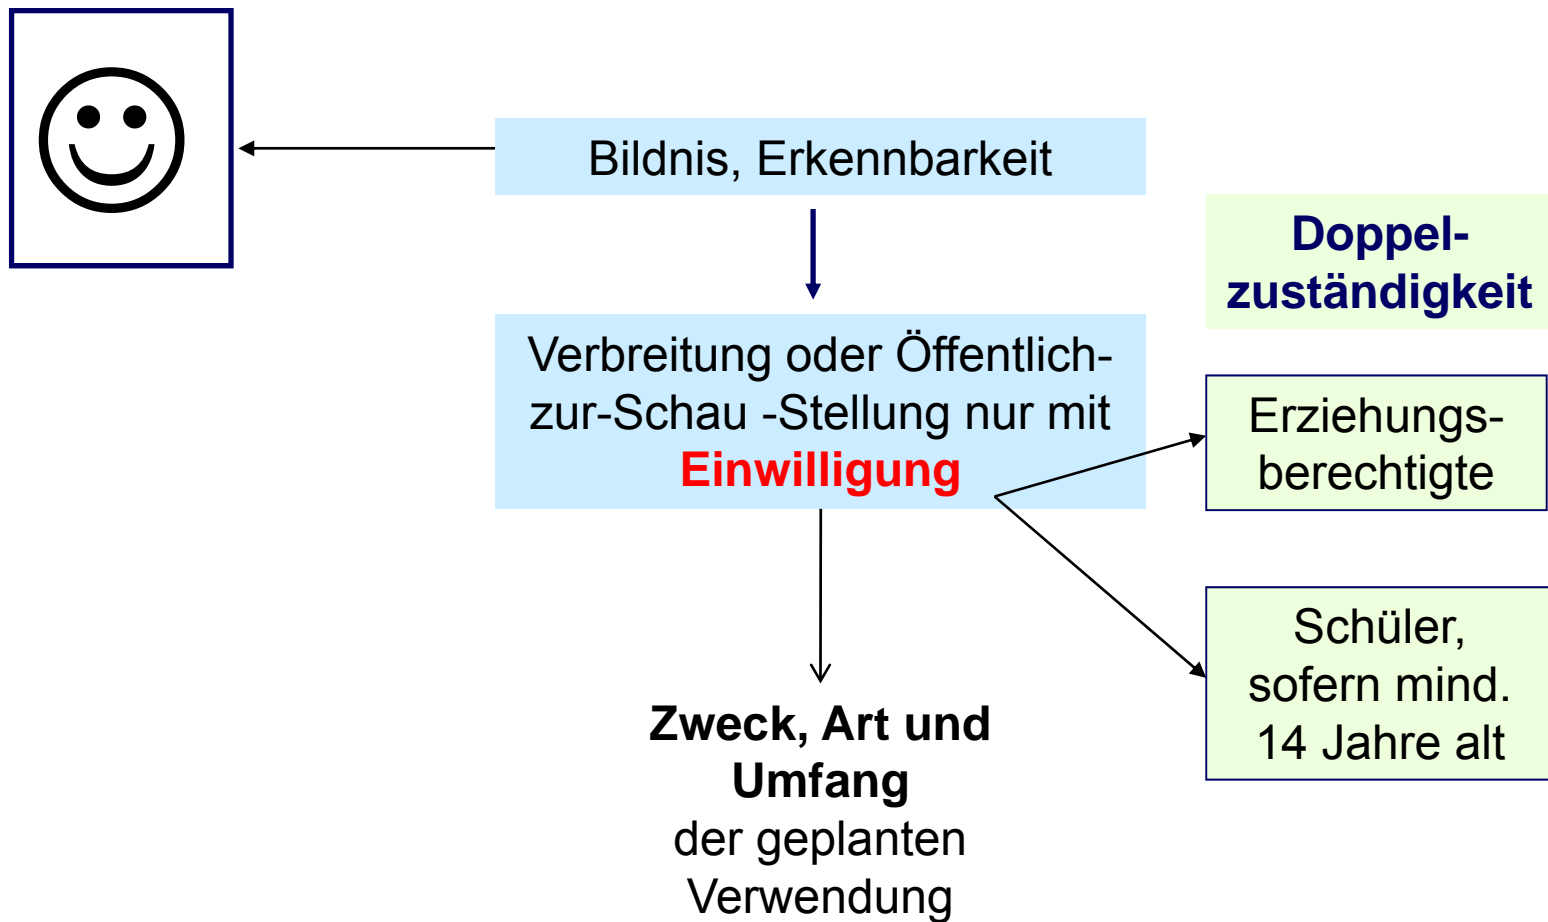 Bildnis, Erkennbarkeit
Doppel-
zuständigkeit
Verbreitung oder Öffentlich-
zur-Schau -Stellung nur mit
Einwilligung
Erziehungs-
berechtigte
Schüler,
sofern mind.
14 Jahre alt
Zweck, Art und
Umfang
der geplanten
Verwendung